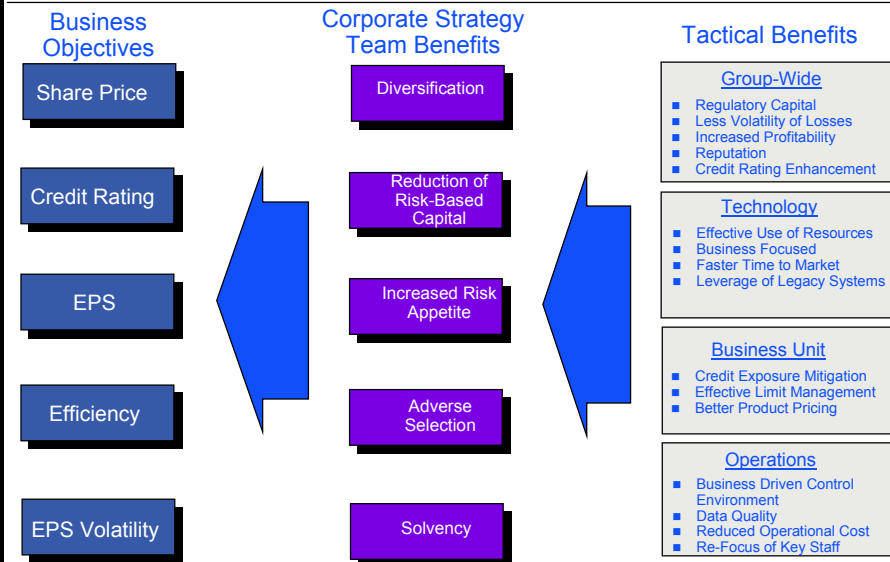 Business
Objectives
Share Price
Credit Rating
EPS
Efficiency
EPS Volatility
Corporate Strategy
Team Benefits
Diversification
Reduction of
Risk-Based
Capital
Increased Risk
Appetite
Adverse
Selection
Solvency
Tactical Benefits
Group-Wide
Regulatory Capital
Less Volatility of Losses
Increased Profitability
Reputation
Credit Rating Enhancement
Technology
Effective Use of Resources
Business Focused
Faster Time to Market
Leverage of Legacy Systems
Business Unit
Credit Exposure Mitigation
Effective Limit Management
Better Product Pricing
Operations
Business Driven Control
Environment
Data Quality
Reduced Operational Cost
Re-Focus of Key Staff